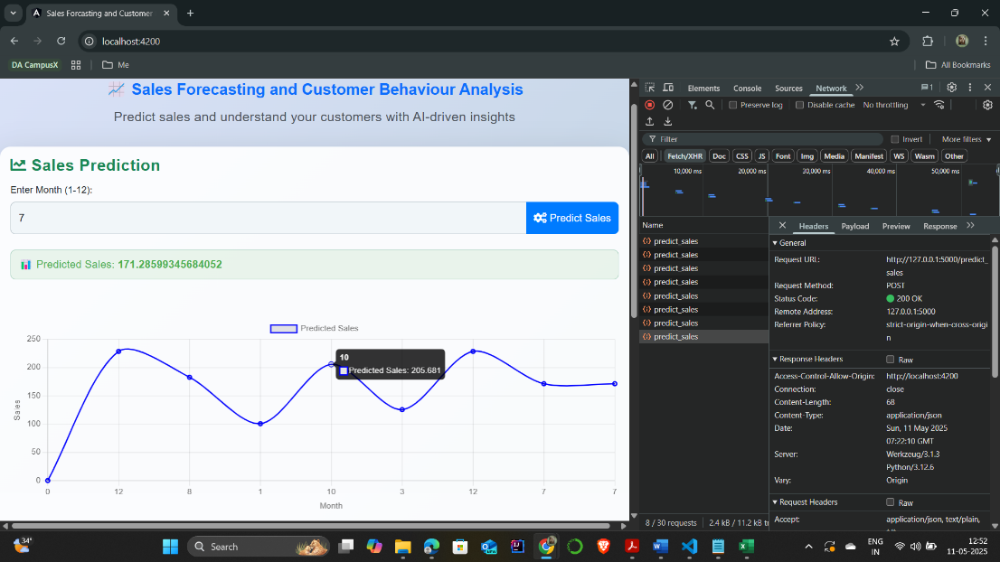 Sales Forcasting and Customer
localhost:4200
DA CampusX
Me
All Bookmarks
Sales Forecasting and Customer Behaviour Analysis
Predict sales and understand your customers with AI-driven insights
Sales Prediction
Enter Month (1-12):
7
Predict Sales
Predicted Sales: 171.28599345684052
Predicted Sales
250
200
150
100
50
0
Sales
10
Predicted Sales: 205.681
0 12 8 1 10 3 12 7 7
Month
Elements Console Sources Network
1
Preserve log Disable cache No throttling
Filter Invert More filters
All Fetch/XHR Doc CSS JS Font Img Media Manifest WS Wasm Other
10,000 ms 20,000 ms 30,000 ms 40,000 ms 50,000 ms
Name
predict_sales
predict_sales
predict_sales
predict_sales
predict_sales
predict_sales
predict_sales
predict_sales
8 / 30 requests 2.4 kB / 11.2 kB
Headers Payload Preview Response
General
Request URL: http://127.0.0.1:5000/predict_
sales
Request Method: POST
Status Code: 200 OK
Remote Address: 127.0.0.1:5000
Referrer Policy: strict-origin-when-cross-origi
n
Response Headers Raw
Access-Control-Allow-Origin: http://localhost:4200
Connection: close
Content-Length: 68
Content-Type: application/json
Date: Sun, 11 May 2025
07:22:10 GMT
Server: Werkzeug/3.1.3
Python/3.12.6
Vary: Origin
Request Headers Raw
Accept: application/json, text/plain,
34°
Search
ENG
IN
12:52
11-05-2025